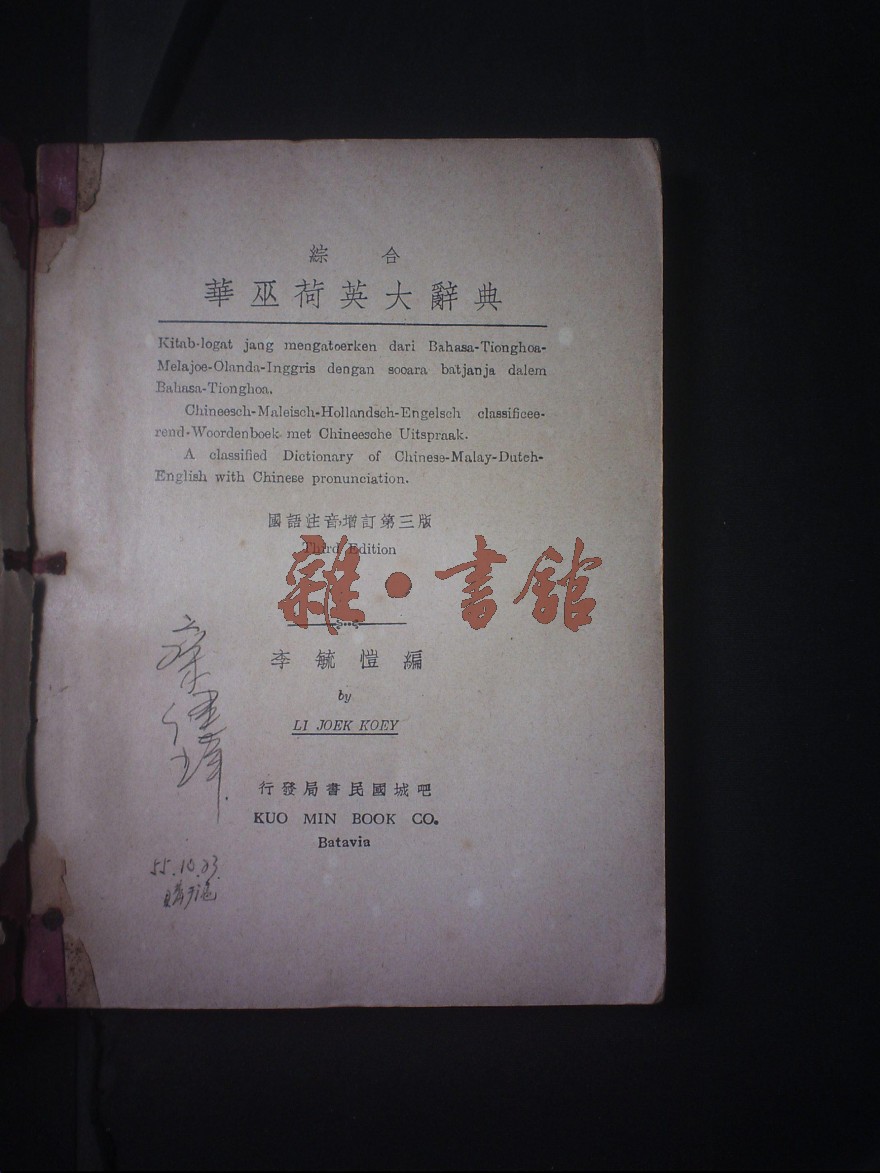 綜合
華巫荷英大辭典
Kitab-logat jang mengatoerken dari Bahasa-Tionghoa-
Melajoe-Olanda-Inggris dengan soeara batjanja dalem
Bahasa-Tionghoa.
Chineesch-Maleisch-Hollandsch-Engelsch classificee-
rend-Woordenboek met Chineesche Uitspraak.
A classified Dictionary of Chinese-Malay-Dutch-
English with Chinese pronunciation.
國語注音,增訂第三版
Third Edition
雜·書館
李毓愷編
by
LI JOEK KOEY
行發局書民國城吧
KUO MIN BOOK CO.
Batavia
55.10.23